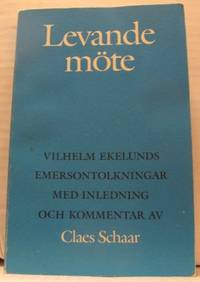 Levande
möte
VILHELM EKELUNDS
EMERSONTOLKNINGAR
MED INLEDNING
OCH KOMMENTAR AV
Claes Schaar